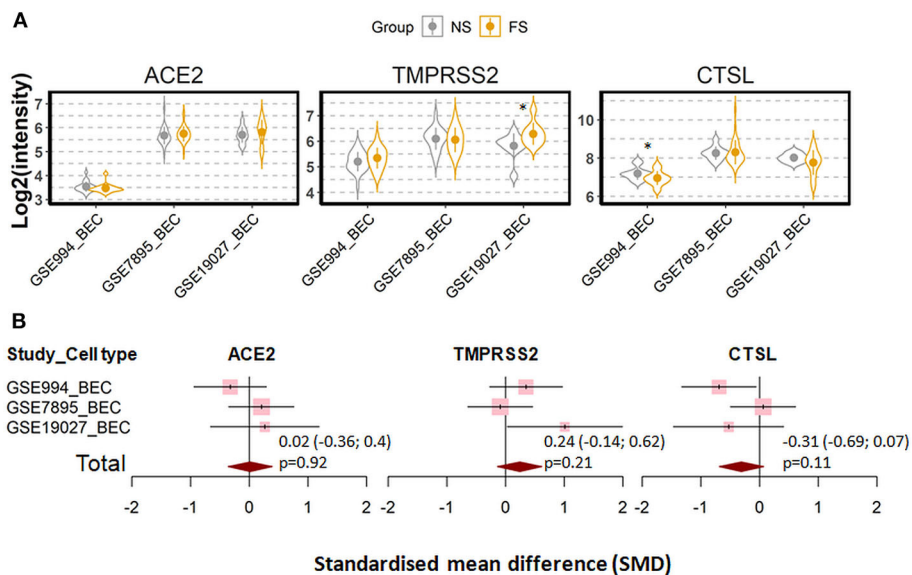 A
Group NS FS
ACE2 TMPRSS2 CTSL
Log2(intensity)
7
6
5
4
3
7
6
5
4
10
8
6
* *
GSE994_BEC GSE7895_BEC GSE19027_BEC GSE994_BEC GSE7895_BEC GSE19027_BEC GSE994_BEC GSE7895_BEC GSE19027_BEC
B
Study_Cell type ACE2 TMPRSS2 CTSL
GSE994_BEC
GSE7895_BEC
GSE19027_BEC
0.02 (-0.36; 0.4) 0.24 (-0.14; 0.62) -0.31 (-0.69; 0.07)
Total p=0.92 p=0.21 p=0.11
-2 -1 0 1 2 -2 -1 0 1 2 -2 -1 0 1 2
Standardised mean difference (SMD)